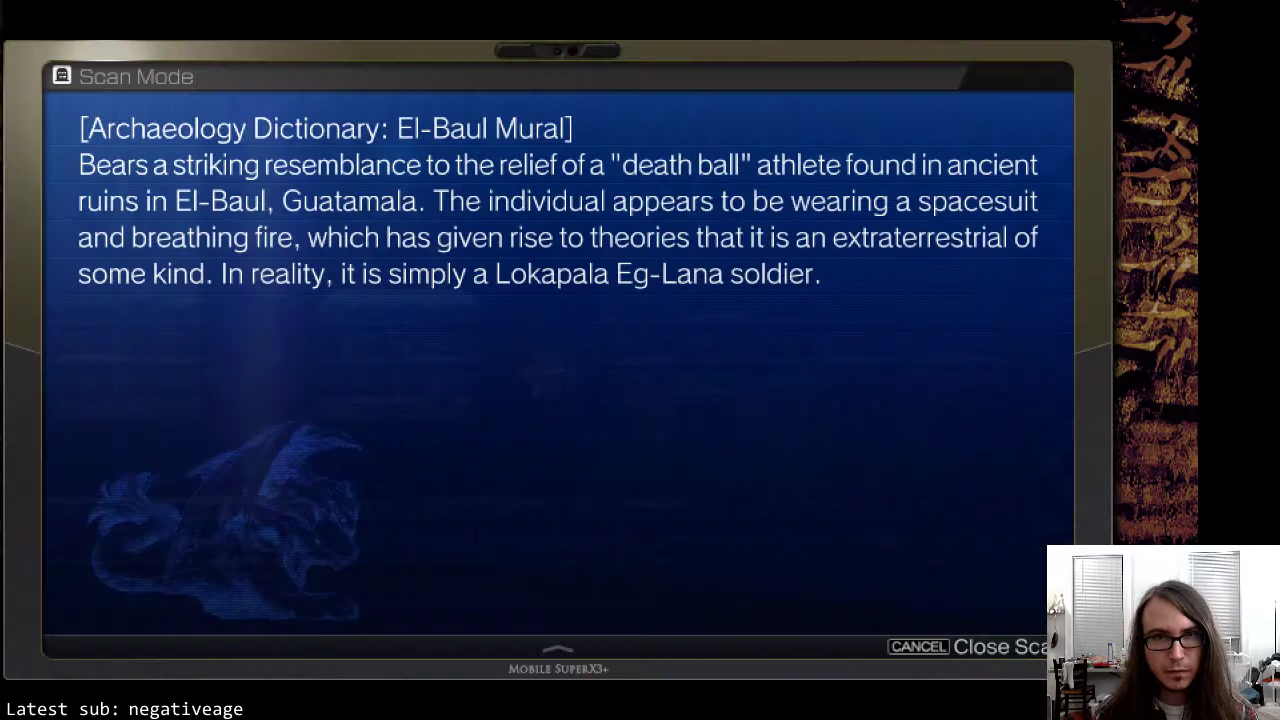 Scan Mode
[Archaeology Dictionary: El-Baul Mural]
Bears a striking resemblance to the relief of a "death ball" athlete found in ancient
ruins in El-Baul, Guatamala. The individual appears to be wearing a spacesuit
and breathing fire, which has given rise to theories that it is an extraterrestrial of
some kind. In reality, it is simply a Lokapala Eg-Lana soldier.
CANCEL Close Sca
MOBILE SUPERX3+
Latest sub: negativeage